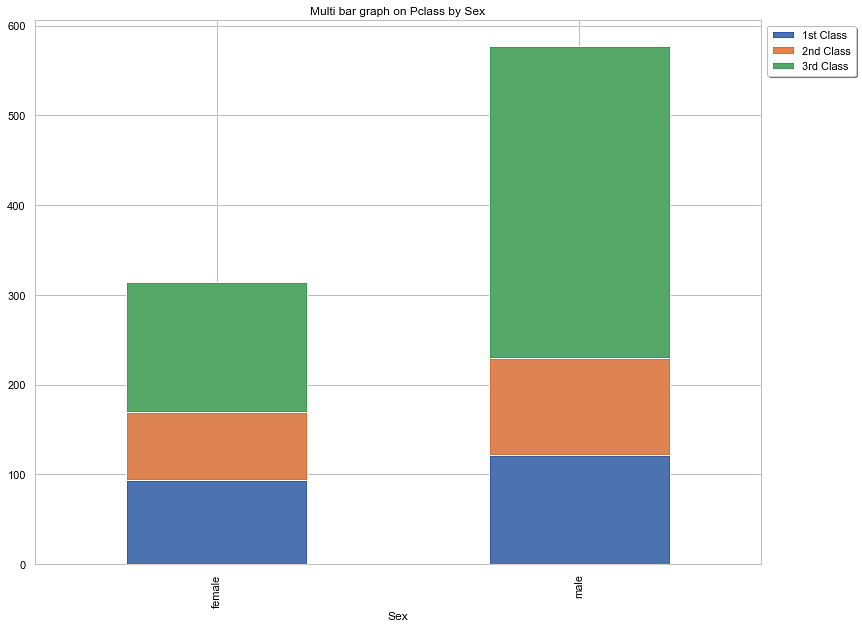 Multi bar graph on Pclass by Sex
1st Class
2nd Class
3rd Class
600
500
400
300
200
100
0
female
male
Sex